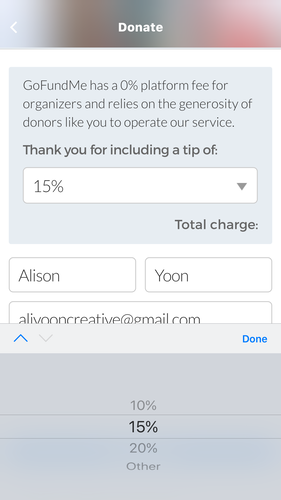 Donate
GoFundMe has a 0% platform fee for
organizers and relies on the generosity of
donors like you to operate our service.
Thank you for including a tip of:
15%
Total charge:
Alison Yoon
aliyooncreative@gmail.com
Done
10%
15%
20%
Other